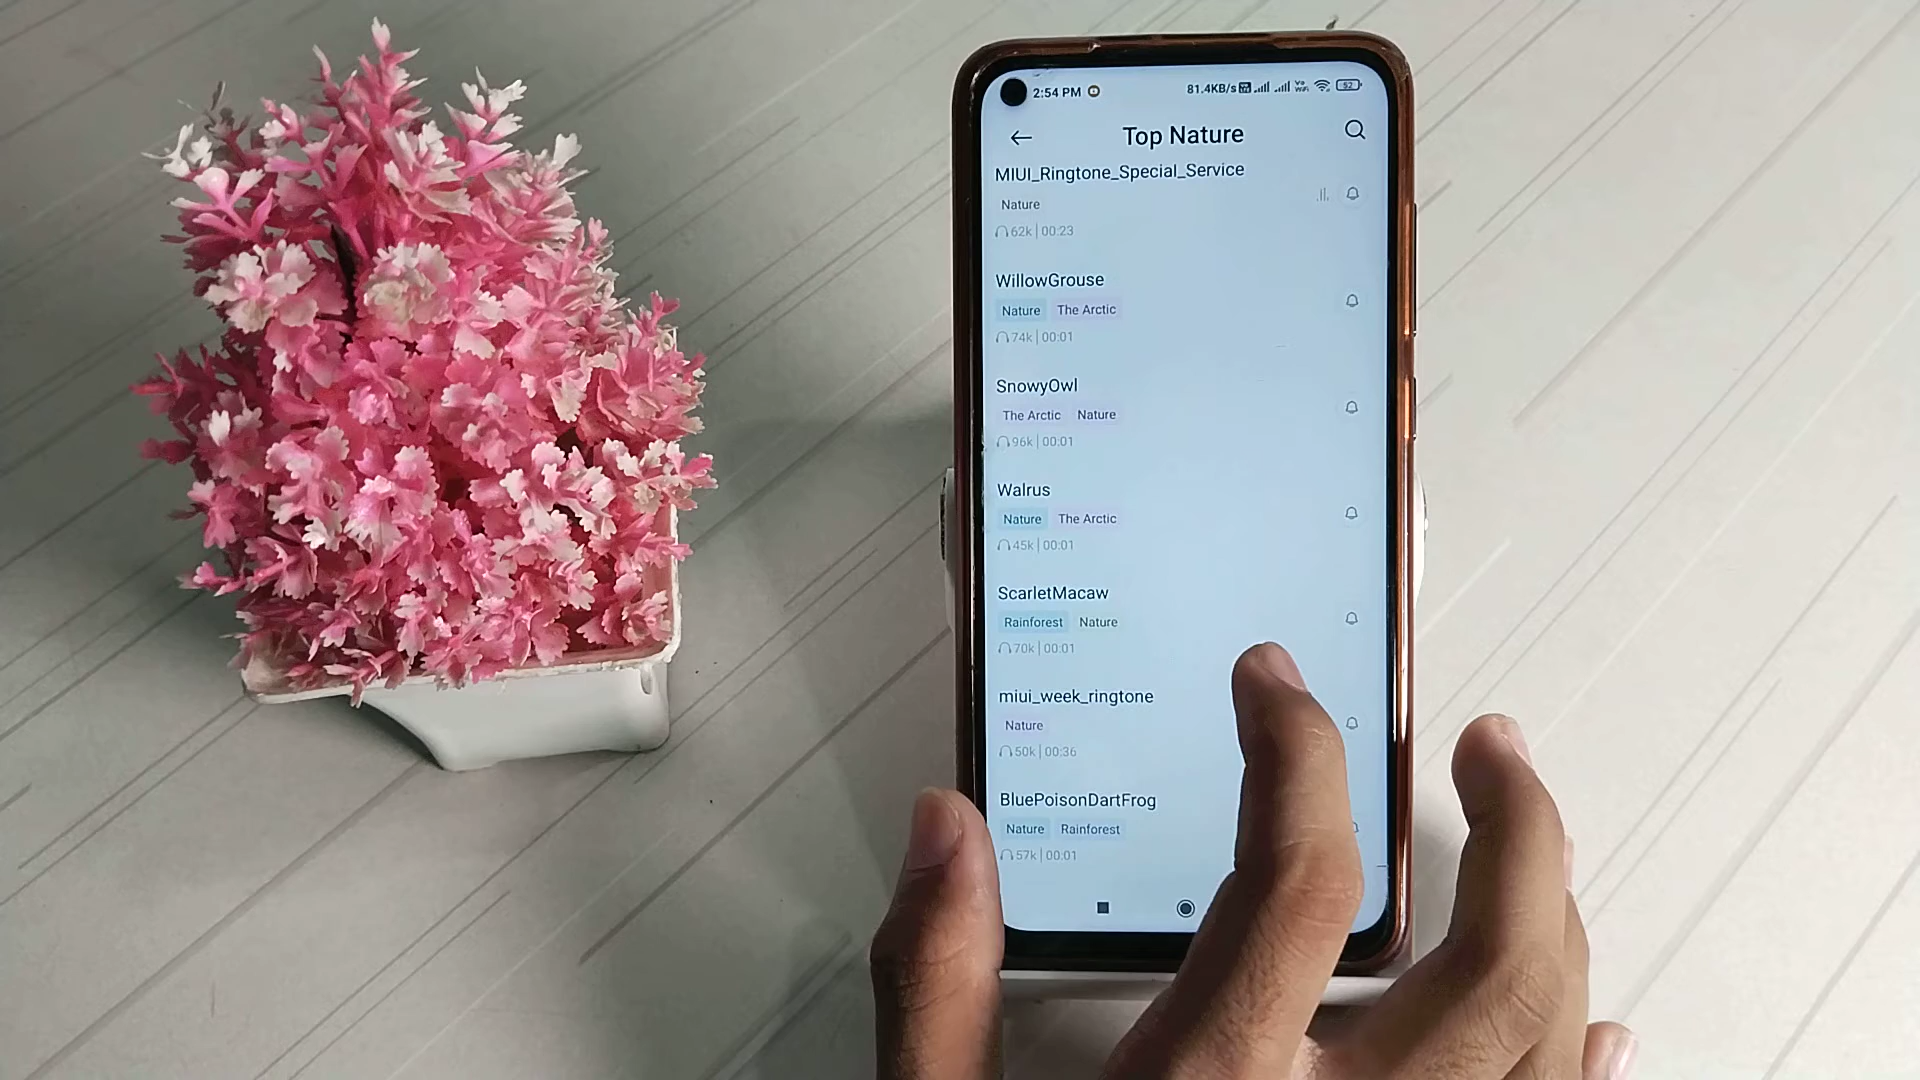 2:54 PM 81.4KB/s 52
Top Nature
MIUI_Ringtone_Special_Service
Nature
62k | 00:23
WillowGrouse
Nature The Arctic
74k | 00:01
SnowyOwl
The Arctic Nature
96k | 00:01
Walrus
Nature The Arctic
45k | 00:01
ScarletMacaw
Rainforest Nature
70k | 00:01
miui_week_ringtone
Nature
50k | 00:36
BluePoisonDartFrog
Nature Rainforest
57k | 00:01